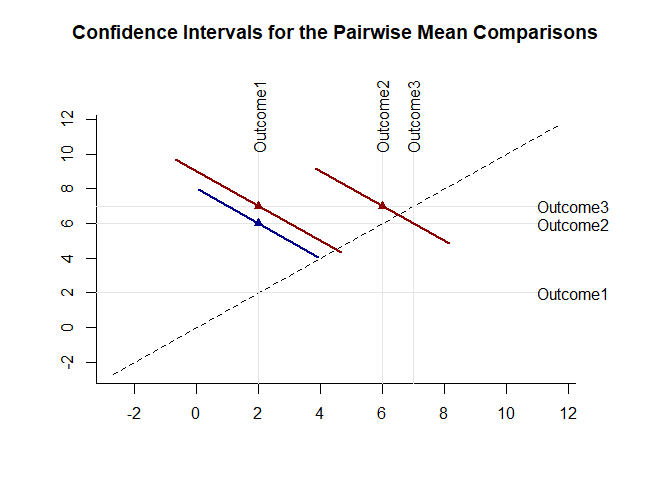 Confidence Intervals for the Pairwise Mean Comparisons
Outcome1
Outcome2
Outcome3
12
10
8
6
4
2
0
-2
Outcome3
Outcome2
Outcome1
-2 0 2 4 6 8 10 12